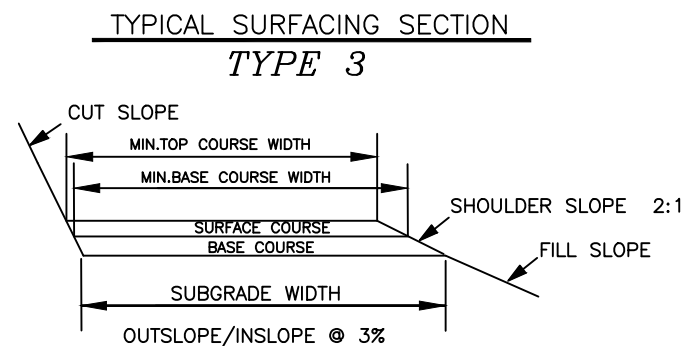 TYPICAL SURFACING SECTION
TYPE 3
CUT SLOPE
MIN.TOP COURSE WIDTH
MIN.BASE COURSE WIDTH
SHOULDER SLOPE 2:1
SURFACE COURSE
BASE COURSE
FILL SLOPE
SUBGRADE WIDTH
OUTSLOPE/INSLOPE @ 3%